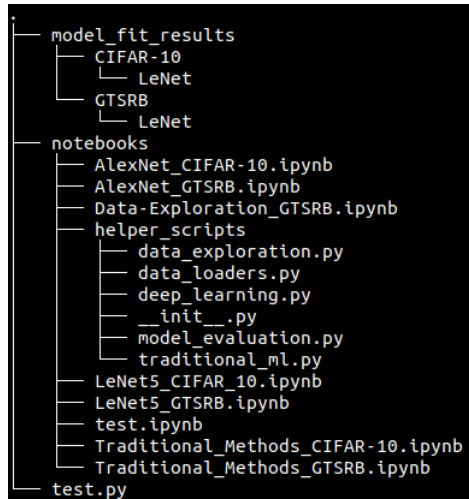 .
├── model_fit_results
│   ├── CIFAR-10
│   │   └── LeNet
│   └── GTSRB
│       └── LeNet
├── notebooks
│   ├── AlexNet_CIFAR-10.ipynb
│   ├── AlexNet_GTSRB.ipynb
│   ├── Data-Exploration_GTSRB.ipynb
│   ├── helper_scripts
│   │   ├── data_exploration.py
│   │   ├── data_loaders.py
│   │   ├── deep_learning.py
│   │   ├── __init__.py
│   │   ├── model_evaluation.py
│   │   └── traditional_ml.py
│   ├── LeNet5_CIFAR_10.ipynb
│   ├── LeNet5_GTSRB.ipynb
│   ├── test.ipynb
│   ├── Traditional_Methods_CIFAR-10.ipynb
│   └── Traditional_Methods_GTSRB.ipynb
└── test.py